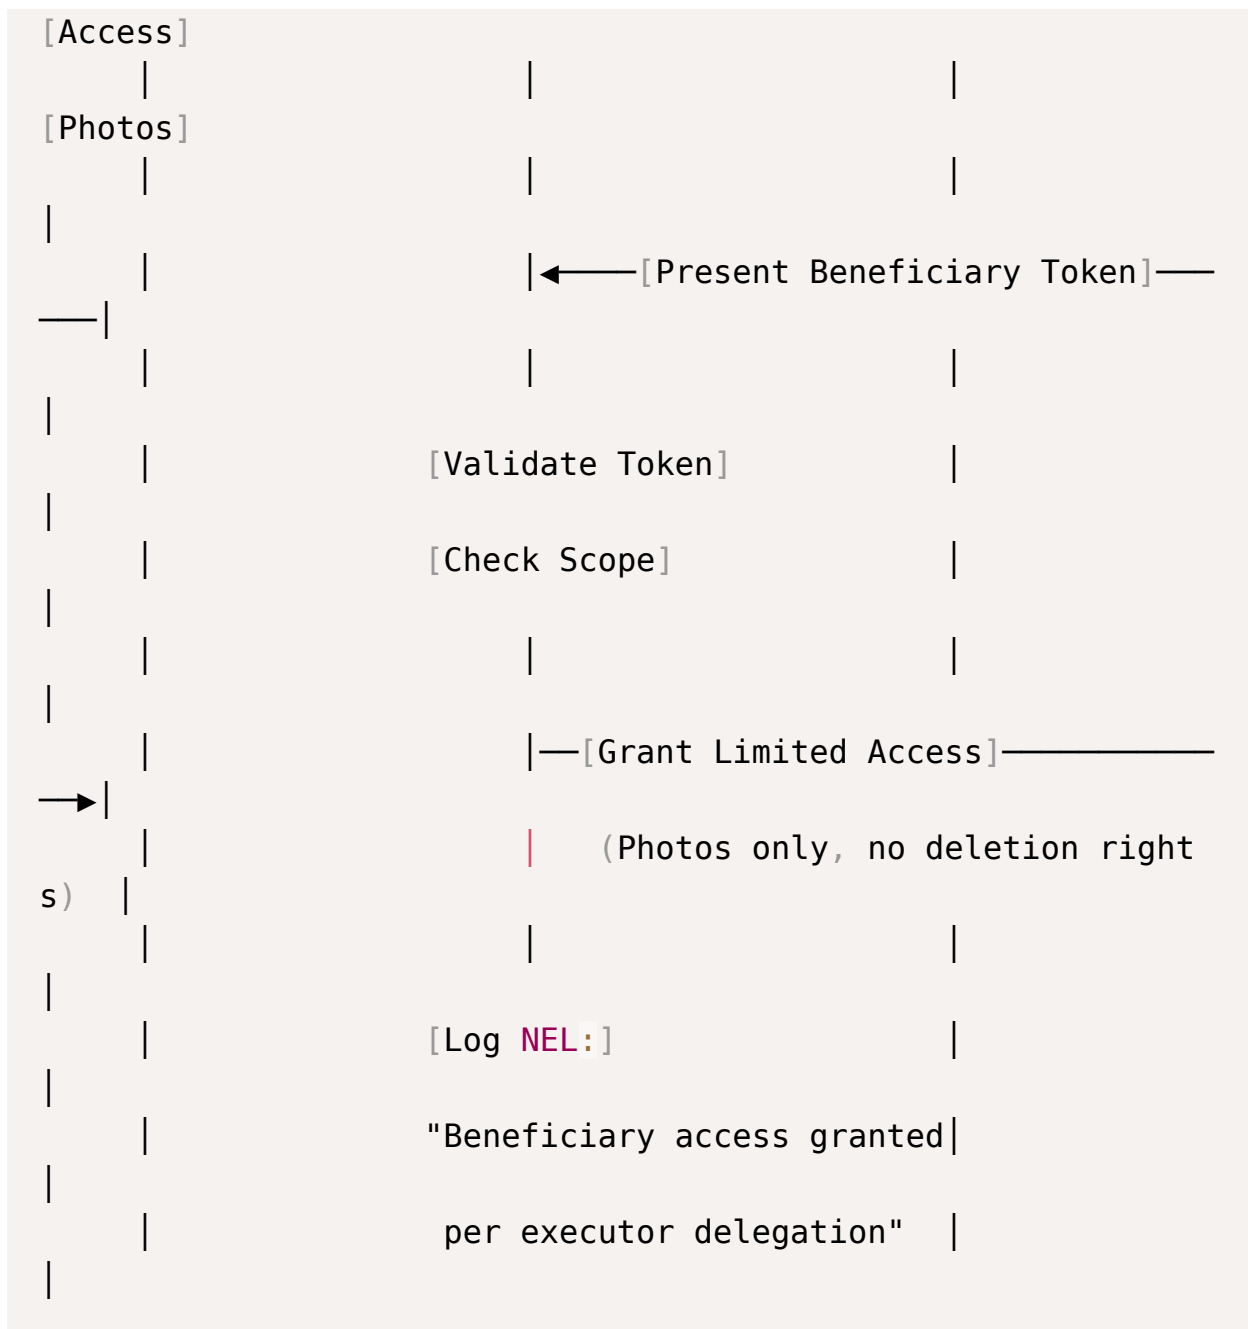 [Access]
│ │ │
[Photos]
│ │ │
│
│ │◄────[Present Beneficiary Token]───
───│
│ │ │
│
│ [Validate Token] │
│
│ [Check Scope] │
│
│ │ │
│
│ │──[Grant Limited Access]───────────
──►│
│ │ (Photos only, no deletion right
s) │
│ │ │
│
│ [Log NEL:] │
│
│ "Beneficiary access granted│
│
│ per executor delegation" │
│